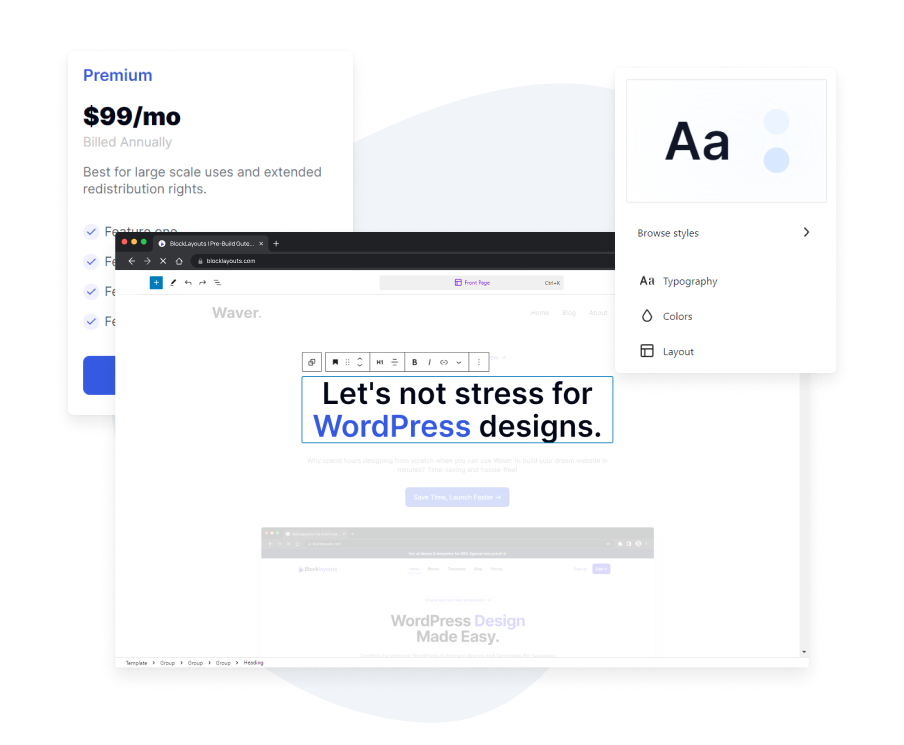 Premium
$99/mo
Billed Annually
Best for large scale uses and extended
redistribution rights.
Feature one
Fe
Fe
Fe
Aa
Browse styles
Aa Typography
Colors
Layout
BlockLayouts | Pre-Build Gute...
blocklayouts.com
Front Page
Ctrl+K
Waver.
Home Blog About
H1 B I
Let's not stress for
WordPress designs.
Why spend hours designing from scratch when you can use Waver to build your dream website in
minutes? Time-saving and hassle-free!
Save Time, Launch Faster →
Blocklayouts
WordPress Design
Made Easy.
Template > Group > Group > Group > Heading